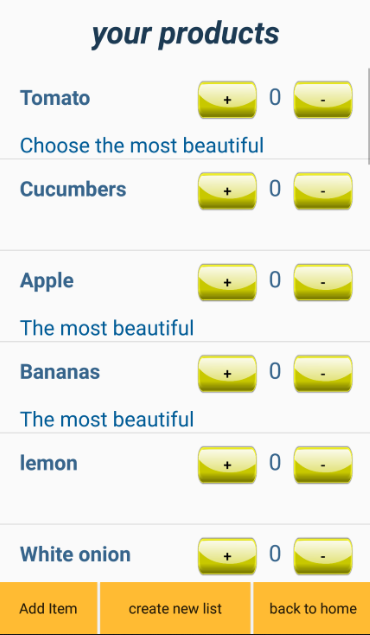 your products
Tomato + 0 -
Choose the most beautiful
Cucumbers + 0 -
Apple + 0 -
The most beautiful
Bananas + 0 -
The most beautiful
lemon + 0 -
White onion + 0 -
Add Item create new list back to home